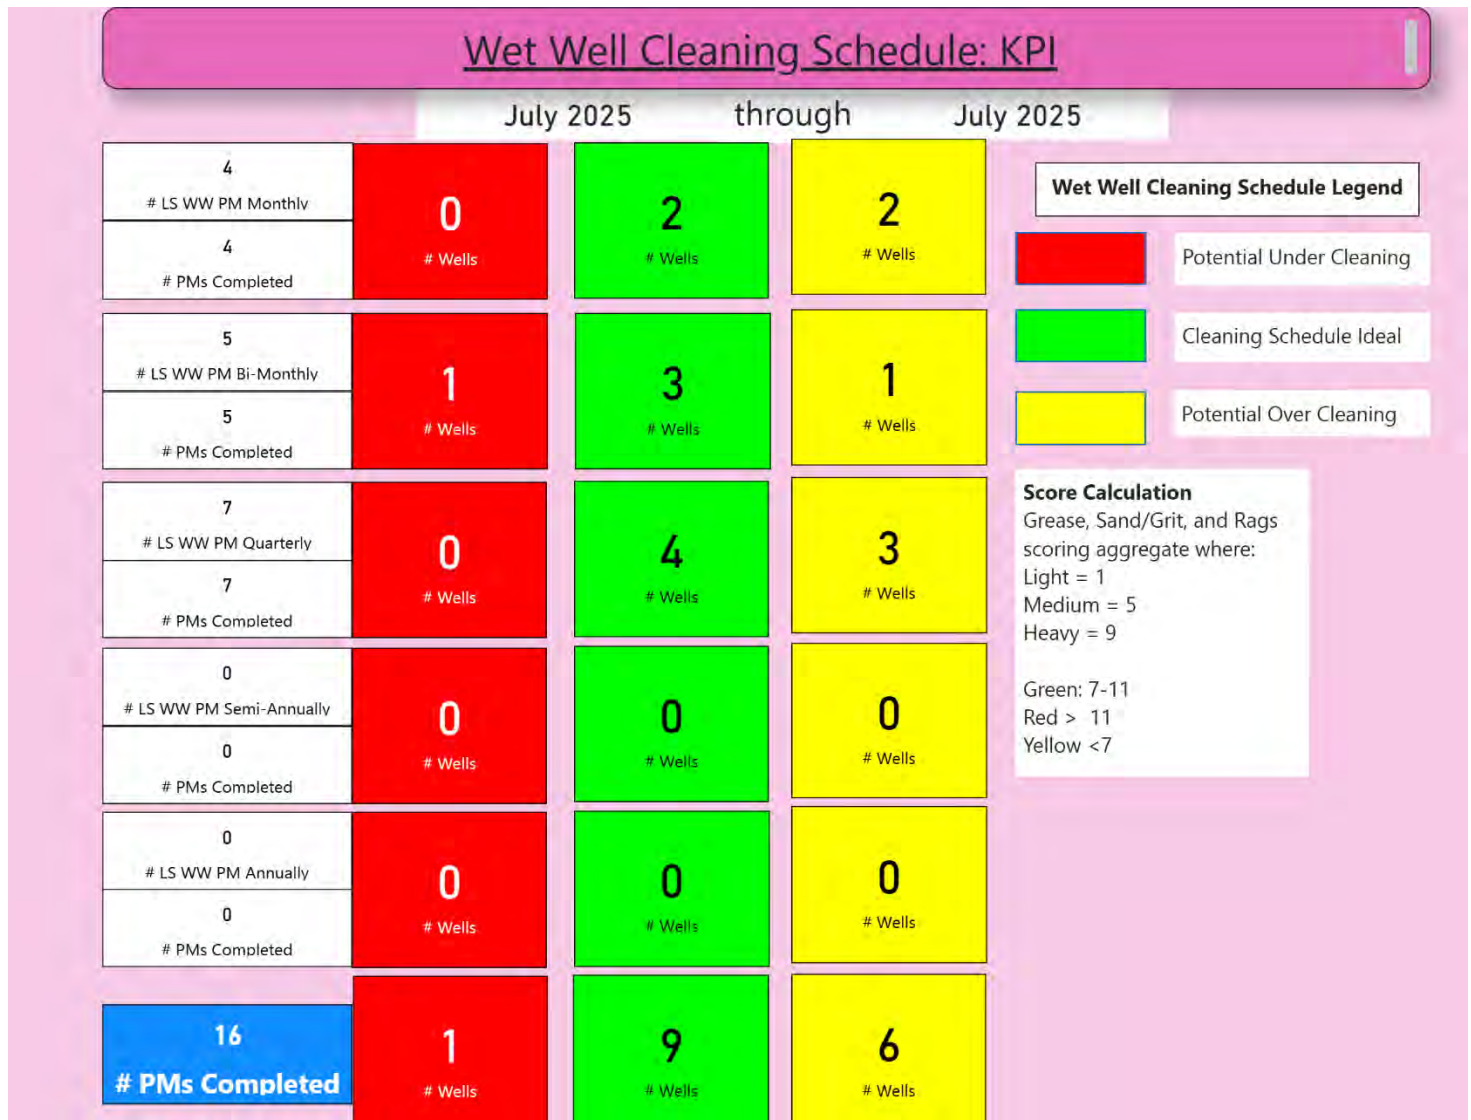 Wet Well Cleaning Schedule: KPI
July 2025 through July 2025
4
# LS WW PM Monthly
4
# PMs Completed
0
# Wells
2
# Wells
2
# Wells
5
# LS WW PM Bi-Monthly
5
# PMs Completed
1
# Wells
3
# Wells
1
# Wells
7
# LS WW PM Quarterly
7
# PMs Completed
0
# Wells
4
# Wells
3
# Wells
0
# LS WW PM Semi-Annually
0
# PMs Completed
0
# Wells
0
# Wells
0
# Wells
0
# LS WW PM Annually
0
# PMs Completed
0
# Wells
0
# Wells
0
# Wells
16
# PMs Completed
1
# Wells
9
# Wells
6
# Wells
Wet Well Cleaning Schedule Legend
Potential Under Cleaning
Cleaning Schedule Ideal
Potential Over Cleaning
Score Calculation
Grease, Sand/Grit, and Rags
scoring aggregate where:
Light = 1
Medium = 5
Heavy = 9
Green: 7-11
Red > 11
Yellow <7